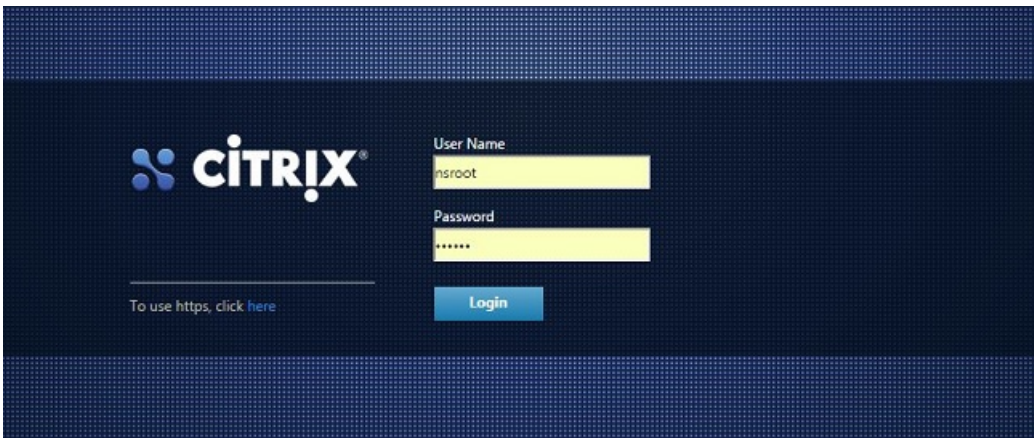 CITRIX®
User Name
nsroot
Password
••••••
To use https, click here
Login